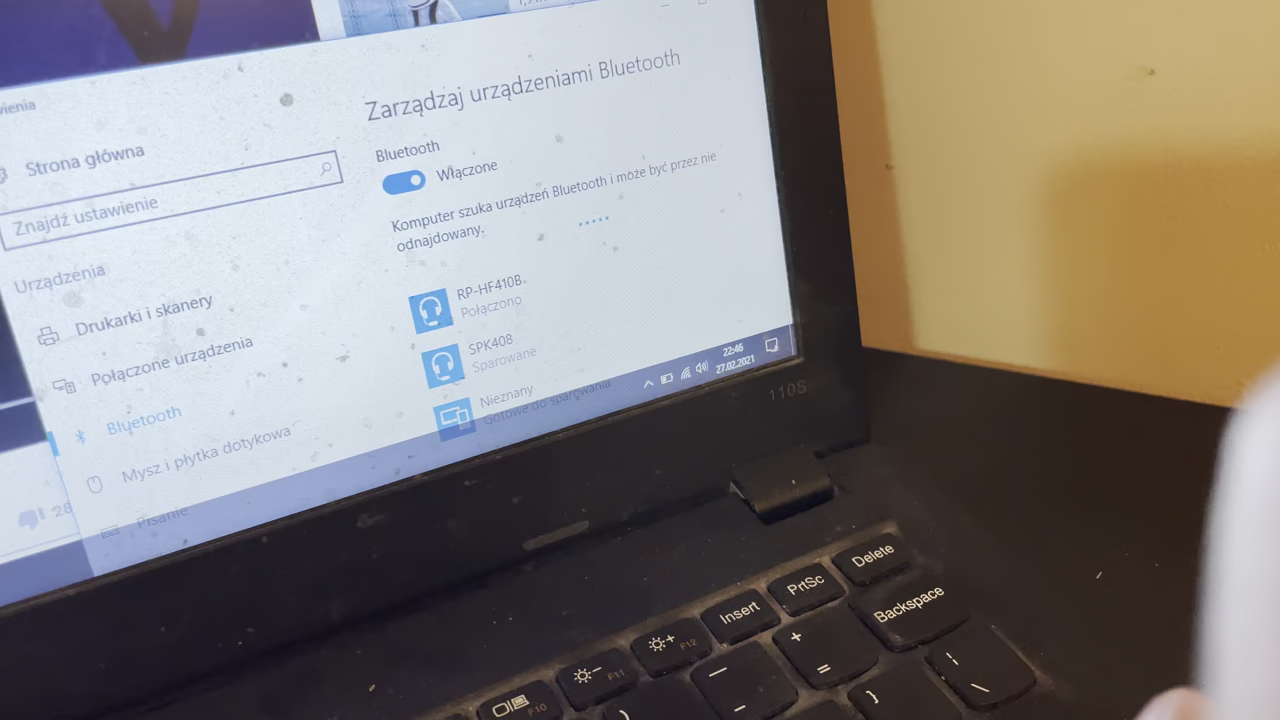 Zarządzaj urządzeniami Bluetooth
Strona główna
Znajdź ustawienie
Urządzenia
Drukarki i skanery
Połączone urządzenia
Bluetooth
Mysz i płytka dotykowa
Pisanie
28
Bluetooth
Włączone
Komputer szuka urządzeń Bluetooth i może być przez nie
odnajdowany.
RP-HF410B
Połączono
SPK408
Sparowane
Nieznany
Gotowe do sparowania
22:46
27.02.2021
110S
Delete
PrtSc
Backspace
Insert
F12
F11
F10
+
=
—
-
)
}
|
\